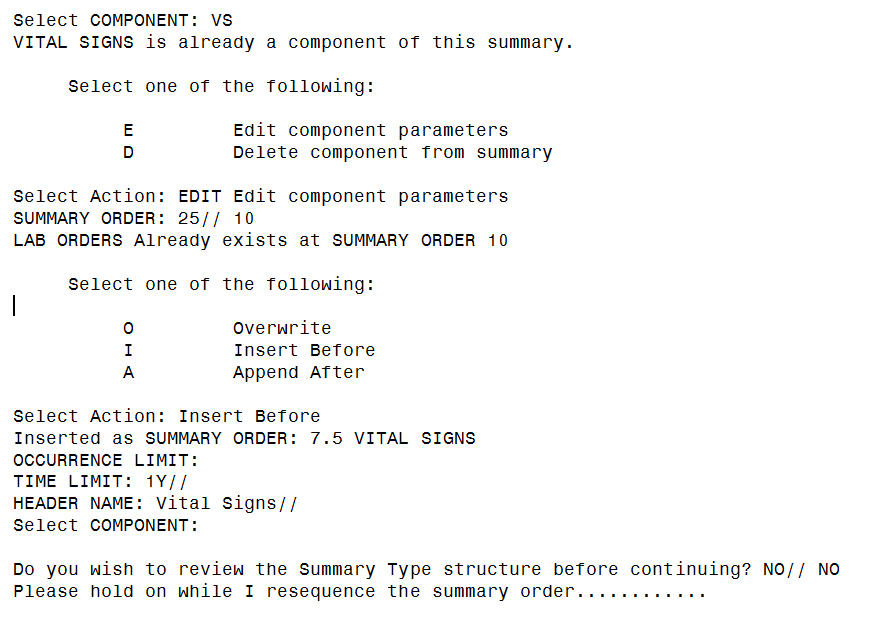 Select COMPONENT: VS
VITAL SIGNS is already a component of this summary.
Select one of the following:
E Edit component parameters
D Delete component from summary
Select Action: EDIT Edit component parameters
SUMMARY ORDER: 25// 10
LAB ORDERS Already exists at SUMMARY ORDER 10
Select one of the following:
O Overwrite
I Insert Before
A Append After
Select Action: Insert Before
Inserted as SUMMARY ORDER: 7.5 VITAL SIGNS
OCCURRENCE LIMIT:
TIME LIMIT: 1Y//
HEADER NAME: Vital Signs//
Select COMPONENT:
Do you wish to review the Summary Type structure before continuing? NO// NO
Please hold on while I resequence the summary order............